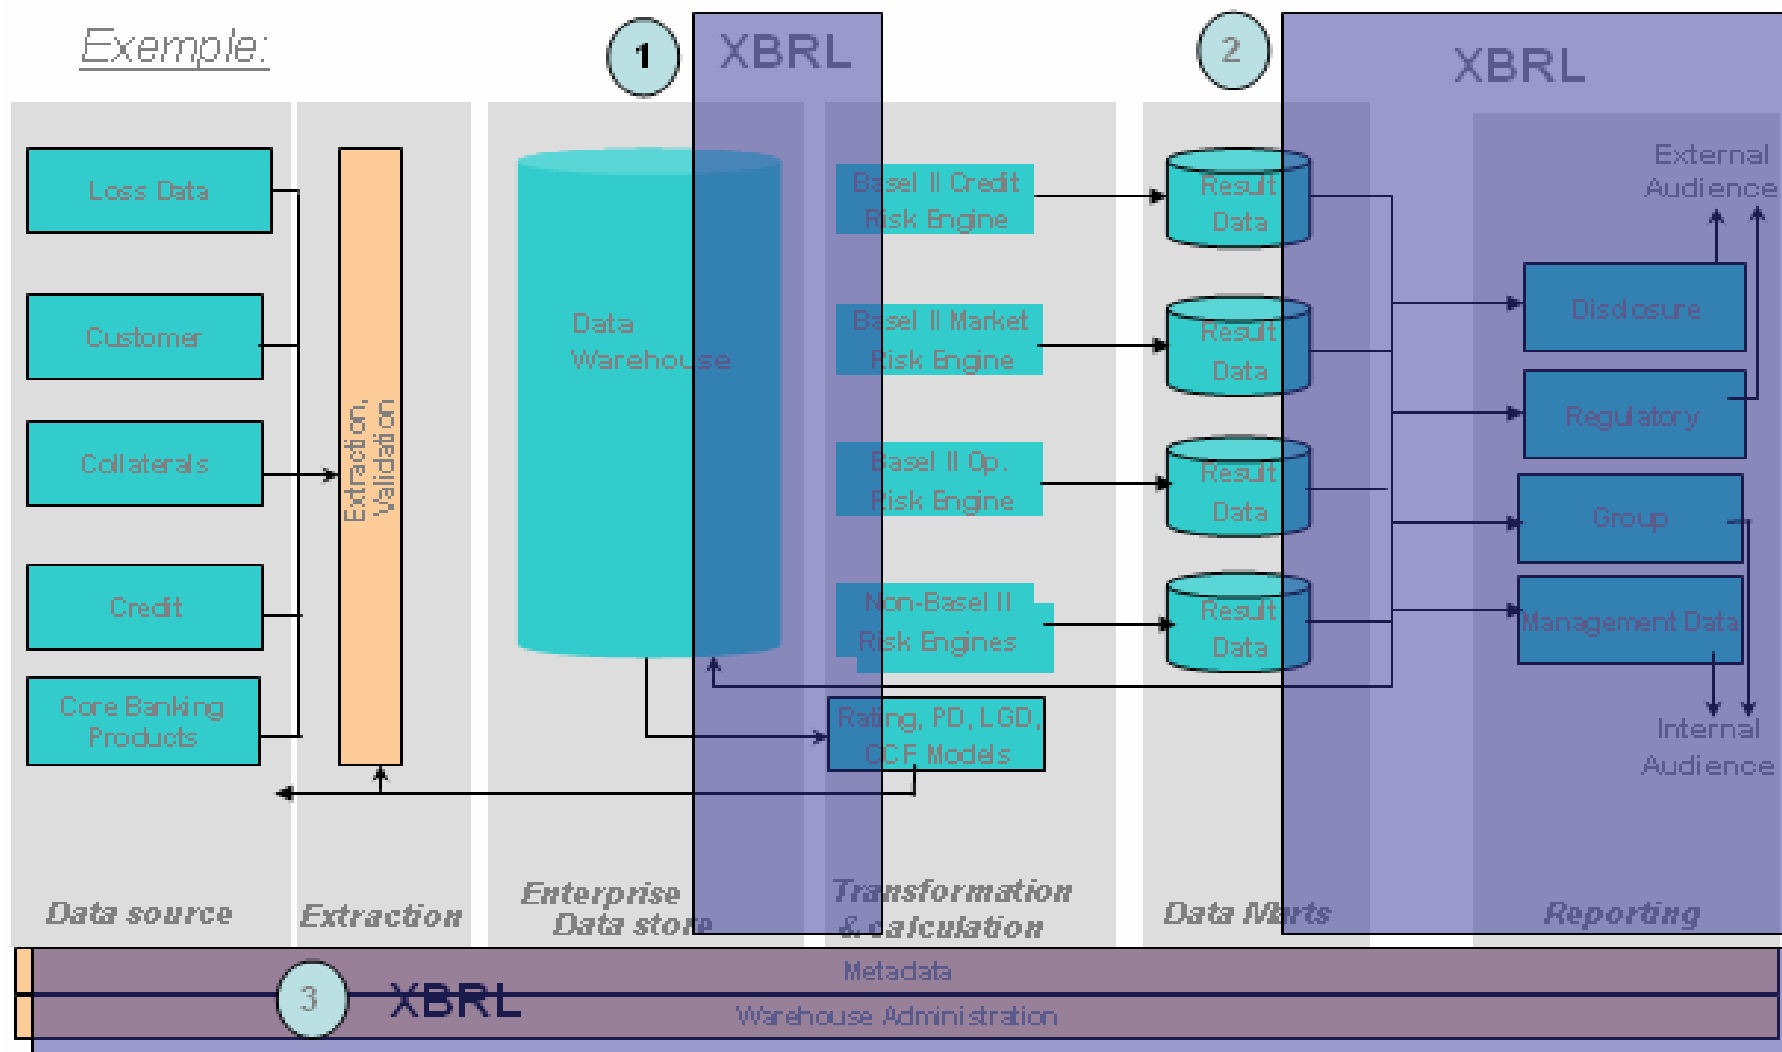 Exemple:
1
XBRL
2
XBRL
Loss Data
Customer
Collaterals
Credit
Core Banking
Products
Extraction,
Validation
Data
Warehouse
Basel II Credit
Risk Engine
Basel II Market
Risk Engine
Basel II Op.
Risk Engine
Non-Basel II
Risk Engines
Rating, PD, LGD,
CCF Models
Result
Data
Result
Data
Result
Data
Result
Data
External
Audience
Disclosure
Regulatory
Group
Management Data
Internal
Audience
Data source
Extraction
Enterprise
Data store
Transformation
& calculation
Data Marts
Reporting
Metadata
3
XBRL
Warehouse Administration